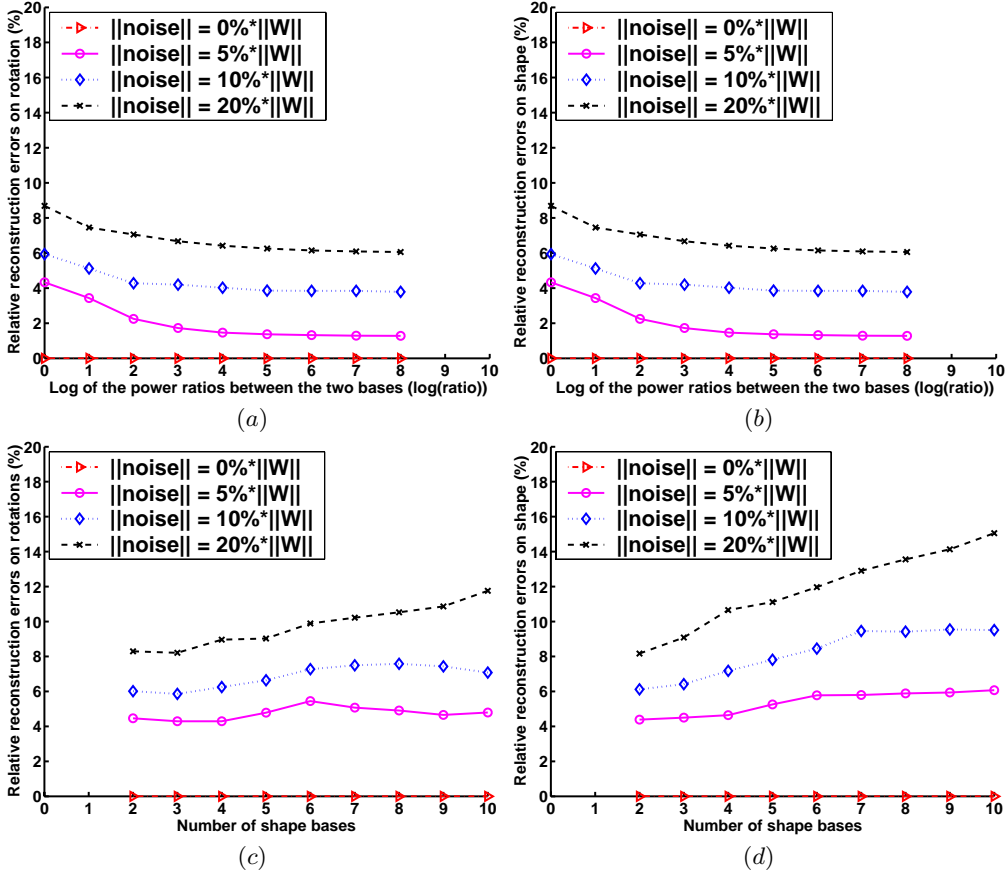 Relative reconstruction errors on rotation (%)
20
18
16
14
12
10
8
6
4
2
0
||noise|| = 0%*||W||
||noise|| = 5%*||W||
||noise|| = 10%*||W||
||noise|| = 20%*||W||
0 1 2 3 4 5 6 7 8 9 10
Log of the power ratios between the two bases (log(ratio))
(a)
Relative reconstruction errors on shape (%)
20
18
16
14
12
10
8
6
4
2
0
||noise|| = 0%*||W||
||noise|| = 5%*||W||
||noise|| = 10%*||W||
||noise|| = 20%*||W||
0 1 2 3 4 5 6 7 8 9 10
Log of the power ratios between the two bases (log(ratio))
(b)
Relative reconstruction errors on rotations (%)
20
18
16
14
12
10
8
6
4
2
0
||noise|| = 0%*||W||
||noise|| = 5%*||W||
||noise|| = 10%*||W||
||noise|| = 20%*||W||
0 1 2 3 4 5 6 7 8 9 10
Number of shape bases
(c)
Relative reconstruction errors on shape (%)
20
18
16
14
12
10
8
6
4
2
0
||noise|| = 0%*||W||
||noise|| = 5%*||W||
||noise|| = 10%*||W||
||noise|| = 20%*||W||
0 1 2 3 4 5 6 7 8 9 10
Number of shape bases
(d)